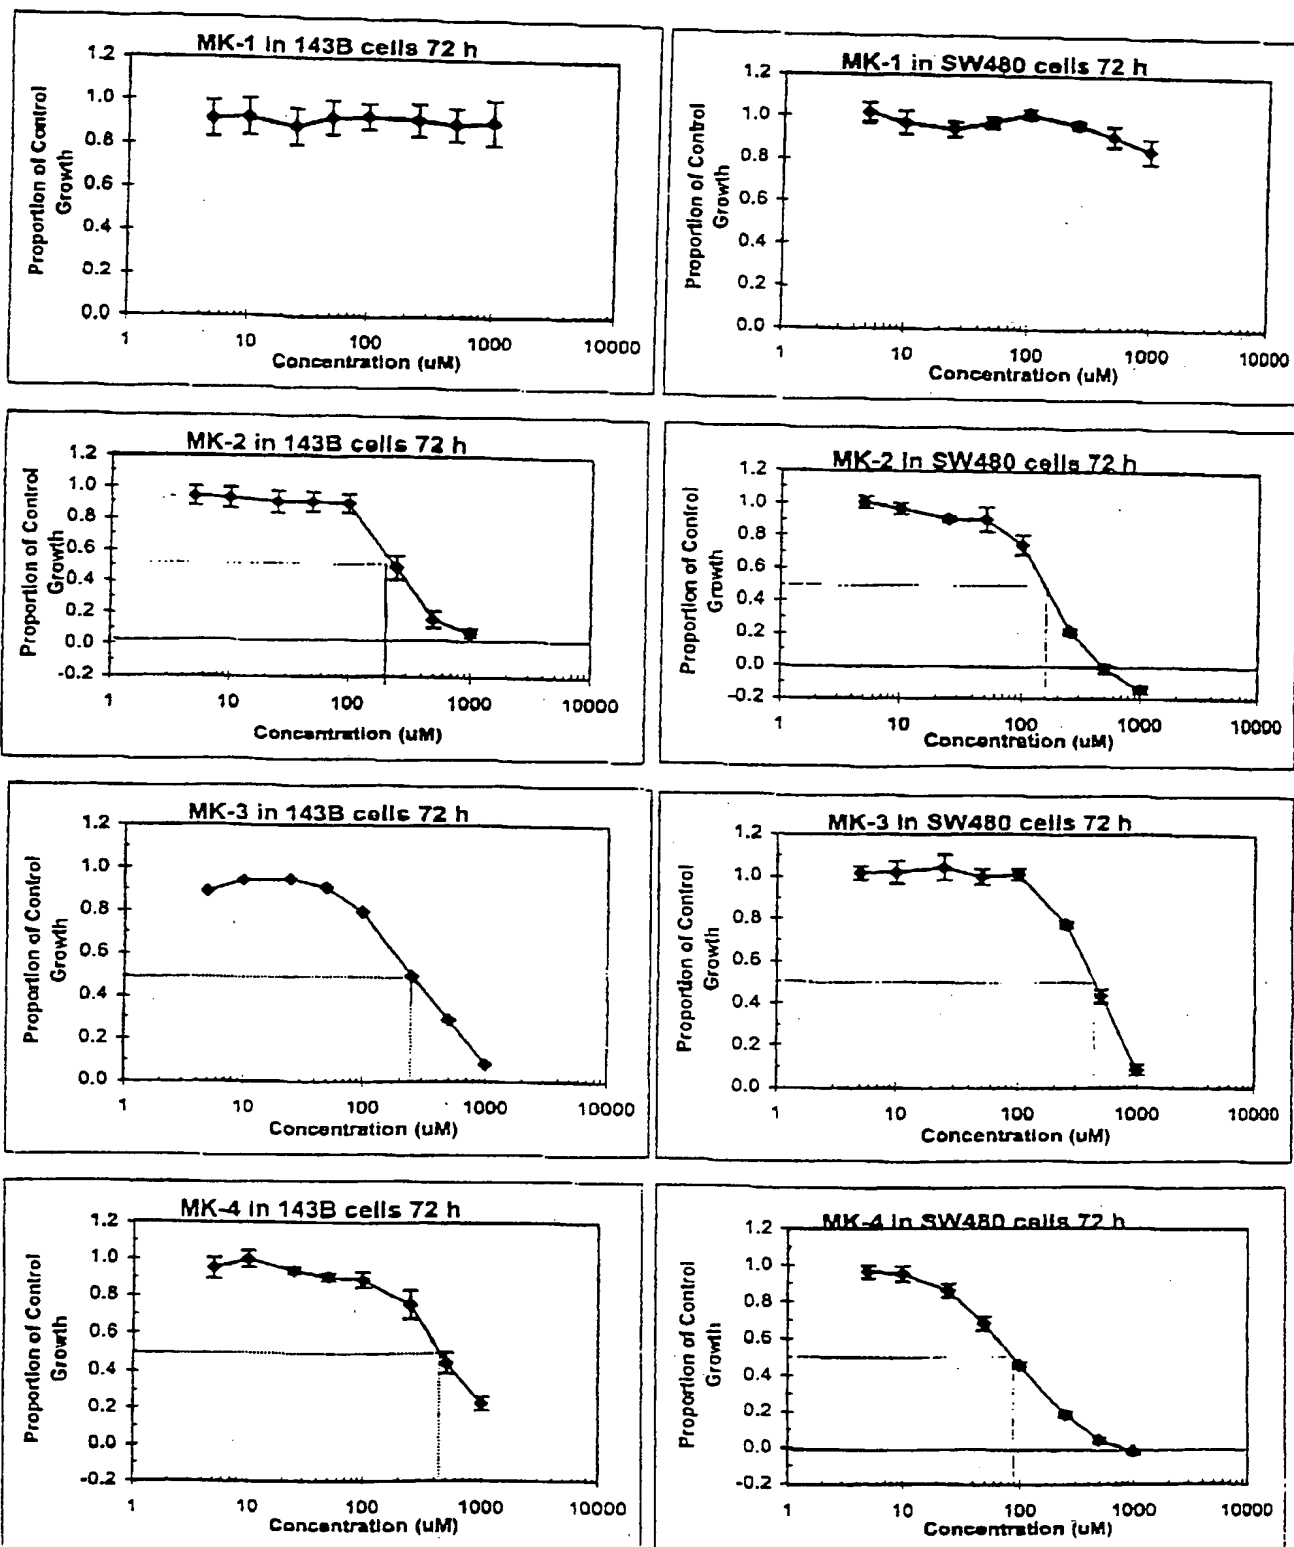 MK-1 in 143B cells 72 h
1.2
1.0
0.8
0.6
0.4
0.2
0.0
Proportion of Control
Growth
1 10 100 1000 10000
Concentration (uM)
MK-1 in SW480 cells 72 h
1.2
1.0
0.8
0.6
0.4
0.2
0.0
Proportion of Control
Growth
1 10 100 1000 10000
Concentration (uM)
MK-2 in 143B cells 72 h
1.2
1.0
0.8
0.6
0.4
0.2
0.0
-0.2
Proportion of Control
Growth
1 10 100 1000 10000
Concentration (uM)
MK-2 in SW480 cells 72 h
1.2
1.0
0.8
0.6
0.4
0.2
0.0
-0.2
Proportion of Control
Growth
1 10 100 1000 10000
Concentration (uM)
MK-3 in 143B cells 72 h
1.2
1.0
0.8
0.6
0.4
0.2
0.0
Proportion of Control
Growth
1 10 100 1000 10000
Concentration (uM)
MK-3 in SW480 cells 72 h
1.2
1.0
0.8
0.6
0.4
0.2
0.0
Proportion of Control
Growth
1 10 100 1000 10000
Concentration (uM)
MK-4 in 143B cells 72 h
1.2
1.0
0.8
0.6
0.4
0.2
0.0
-0.2
Proportion of Control
Growth
1 10 100 1000 10000
Concentration (uM)
MK-4 in SW480 cells 72 h
1.2
1.0
0.8
0.6
0.4
0.2
0.0
-0.2
Proportion of Control
Growth
1 10 100 1000 10000
Concentration (uM)